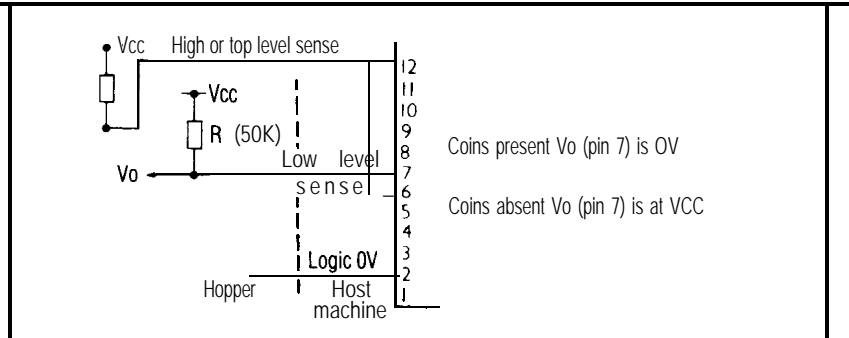 Vcc High or top level sense
12
Vcc
11
10
R (50K)
9
8
Coins present Vo (pin 7) is OV
Low level
Vo
7
sense
6
Coins absent Vo (pin 7) is at VCC
5
4
3
Logic 0V
2
Hopper Host
1
machine